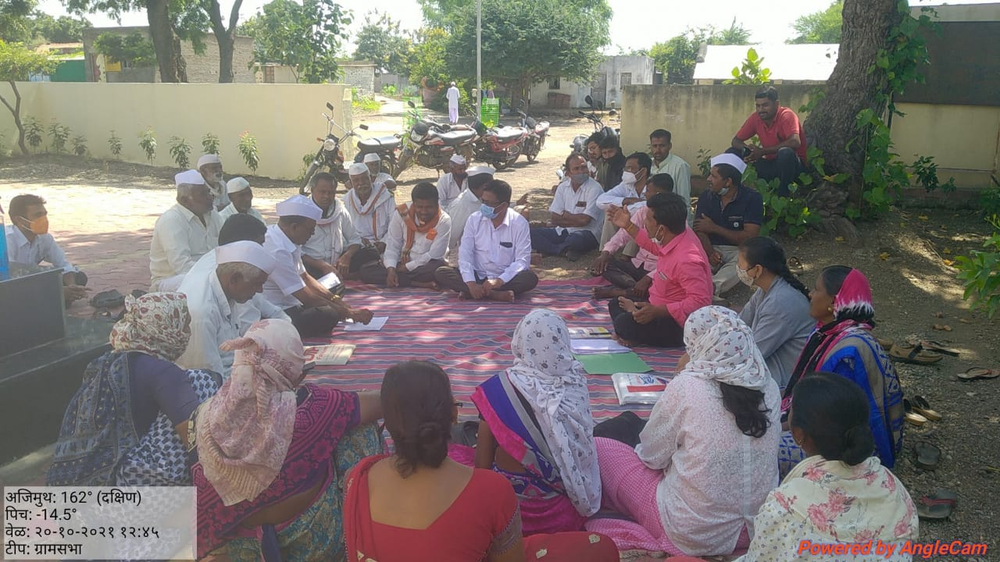 अजिमुथ: 162° (दक्षिण)
पिच: -14.5°
वेळ: २०-१०-२०२१ १२:४५
टीप: ग्रामसभा
Powered by AngleCam